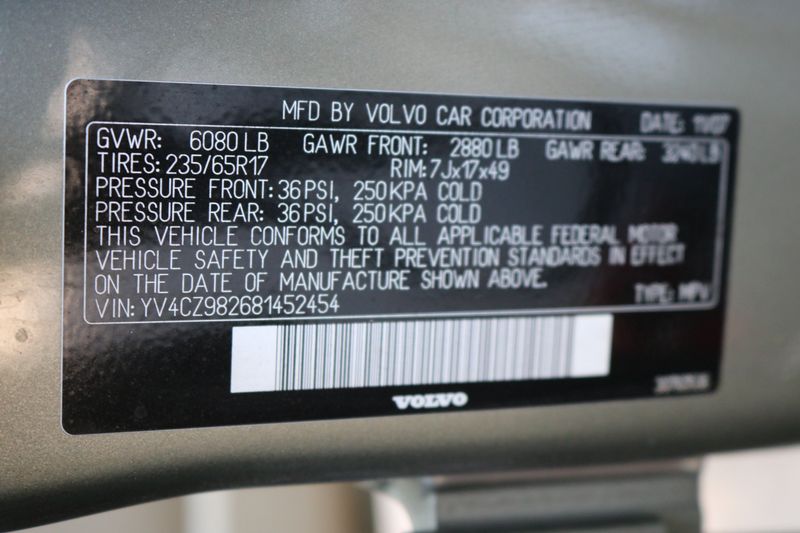 MFD BY VOLVO CAR CORPORATION DATE: 11/07
GVWR: 6080 LB GAWR FRONT: 2880 LB GAWR REAR: 3240 LB
TIRES: 235/65R17 RIM: 7Jx17x49
PRESSURE FRONT: 36 PSI, 250 KPA COLD
PRESSURE REAR: 36 PSI, 250 KPA COLD
THIS VEHICLE CONFORMS TO ALL APPLICABLE FEDERAL MOTOR
VEHICLE SAFETY AND THEFT PREVENTION STANDARDS IN EFFECT
ON THE DATE OF MANUFACTURE SHOWN ABOVE.
VIN: YV4CZ982681452454 TYPE: MPV
VOLVO